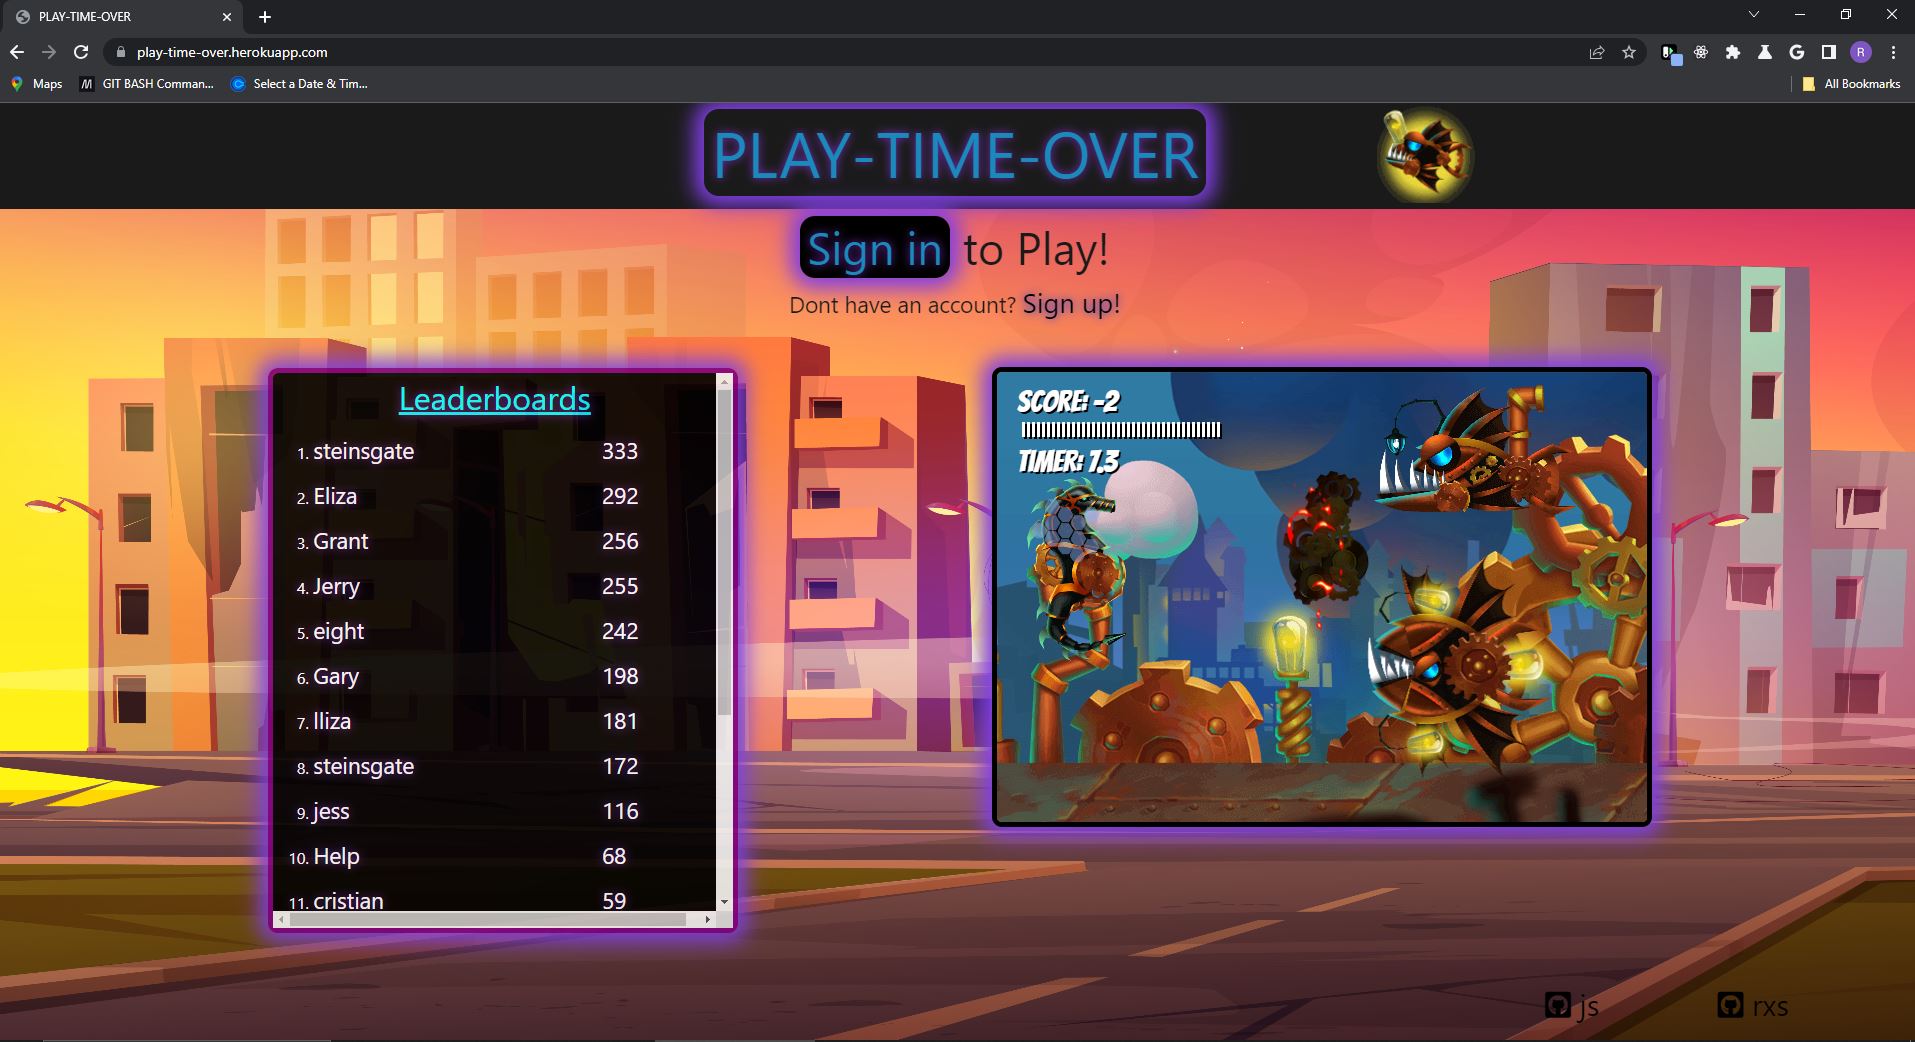 PLAY-TIME-OVER
play-time-over.herokuapp.com
R
Maps
GIT BASH Comman...
Select a Date & Tim...
All Bookmarks
PLAY-TIME-OVER
Sign in to Play!
Dont have an account? Sign up!
Leaderboards
1. steinsgate 333
2. Eliza 292
3. Grant 256
4. Jerry 255
5. eight 242
6. Gary 198
7. lliza 181
8. steinsgate 172
9. jess 116
10. Help 68
11. cristian 59
SCORE: -2
TIMER: 7.3
js
rxs